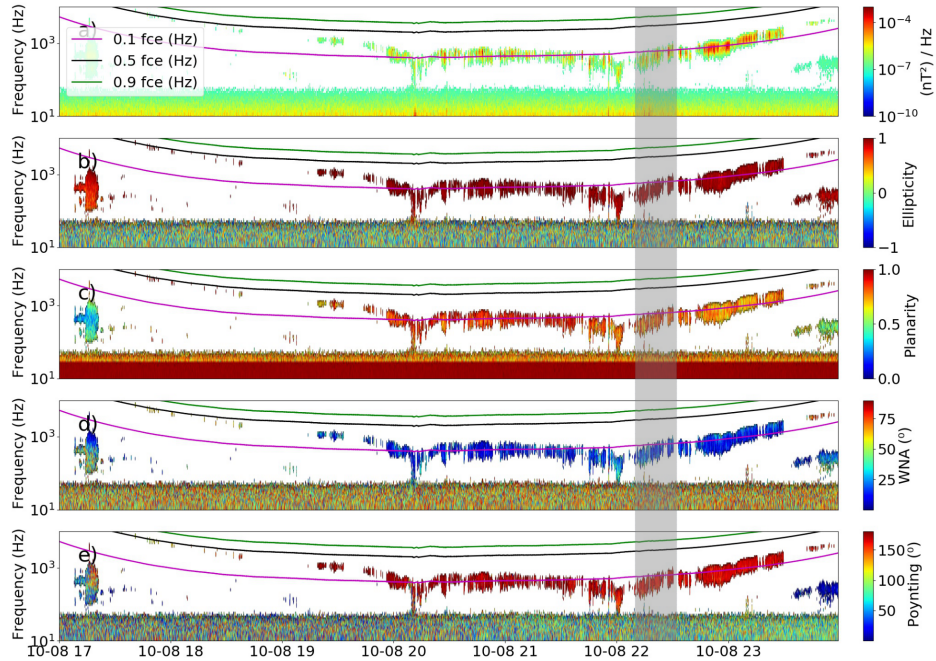 a)
0.1 fce (Hz)
0.5 fce (Hz)
0.9 fce (Hz)
Frequency (Hz)
10³
10¹
10⁻⁴
10⁻⁷
10⁻¹⁰
(nT²) / Hz
b)
Frequency (Hz)
10³
10¹
1
0
−1
Ellipticity
c)
Frequency (Hz)
10³
10¹
1.0
0.5
0.0
Planarity
d)
Frequency (Hz)
10³
10¹
75
50
25
WNA (⁰)
e)
Frequency (Hz)
10³
10¹
150
100
50
Poynting (⁰)
10-08 17
10-08 18
10-08 19
10-08 20
10-08 21
10-08 22
10-08 23